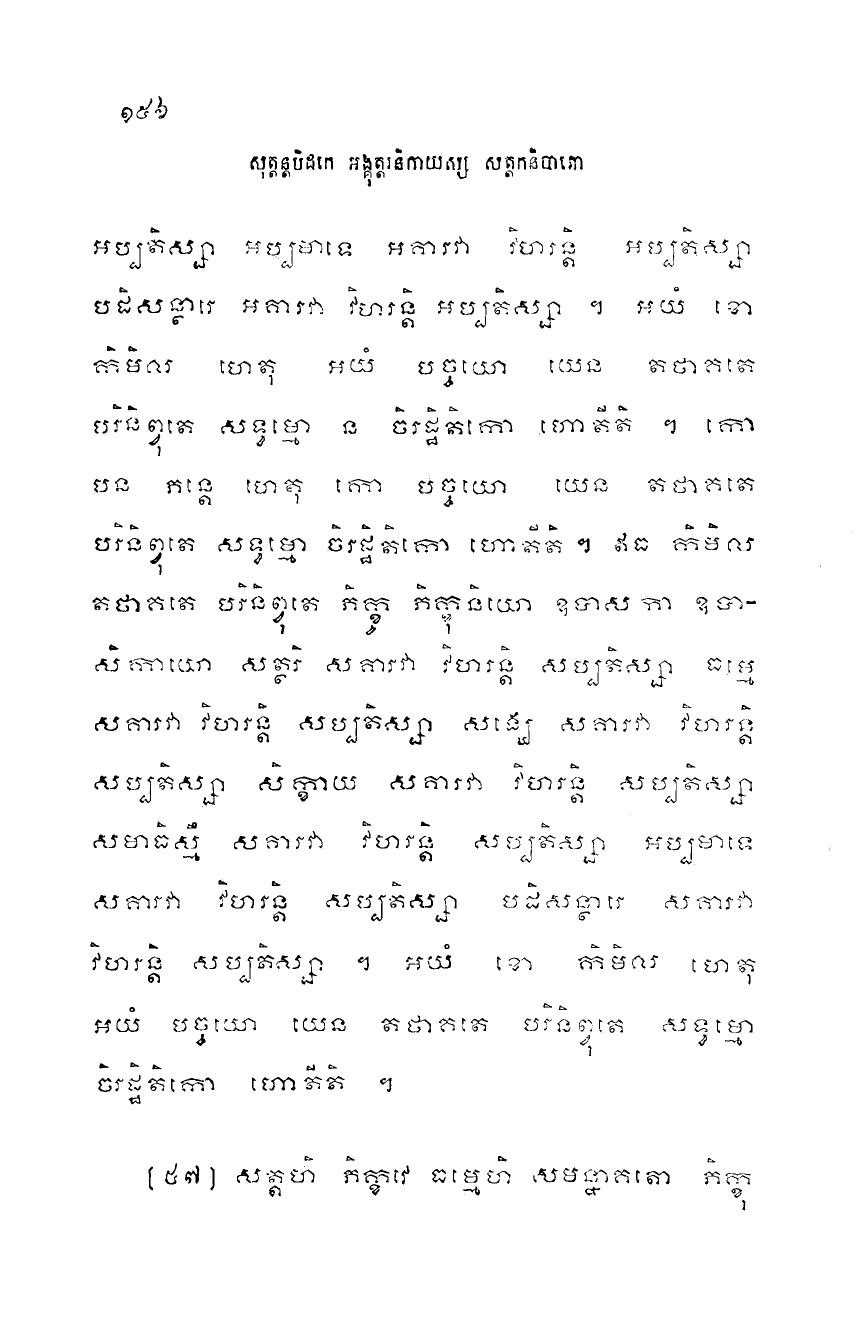 ១៥៦
សុត្តន្តបិដកេ អង្គុត្តរនិកាយស្ស សត្តកនិបាតោ
អប្បតិស្សា អប្បមាទេ អគារវា វិហរន្តិ អប្បតិស្សា
បដិសន្ថារេ អគារវា វិហរន្តិ អប្បតិស្សា ។ អយំ ខោ
កិមិល ហេតុ អយំ បច្ចយោ យេន តថាគតេ
បរិនិព្វុតេ សទ្ធម្មោ ន ចិរដ្ឋិតិកោ ហោតីតិ ។ កោ
បន ភន្តេ ហេតុ កោ បច្ចយោ យេន តថាគតេ
បរិនិព្វុតេ សទ្ធម្មោ ចិរដ្ឋិតិកោ ហោតីតិ ។ ឥធ កិមិល
តថាគតេ បរិនិព្វុតេ ភិក្ខូ ភិក្ខុនិយោ ឧបាសកា ឧបា-
សិកាយោ សត្ថរិ សគារវា វិហរន្តិ សប្បតិស្សា ធម្មេ
សគារវា វិហរន្តិ សប្បតិស្សា សង្ឃេ សគារវា វិហរន្តិ
សប្បតិស្សា សិក្ខាយ សគារវា វិហរន្តិ សប្បតិស្សា
សមាធិស្មឹ សគារវា វិហរន្តិ សប្បតិស្សា អប្បមាទេ
សគារវា វិហរន្តិ សប្បតិស្សា បដិសន្ថារេ សគារវា
វិហរន្តិ សប្បតិស្សា ។ អយំ ខោ កិមិល ហេតុ
អយំ បច្ចយោ យេន តថាគតេ បរិនិព្វុតេ សទ្ធម្មោ
ចិរដ្ឋិតិកោ ហោតីតិ ។
[៥៧] សត្តហិ ភិក្ខវេ ធម្មេហិ សមន្នាគតោ ភិក្ខុ